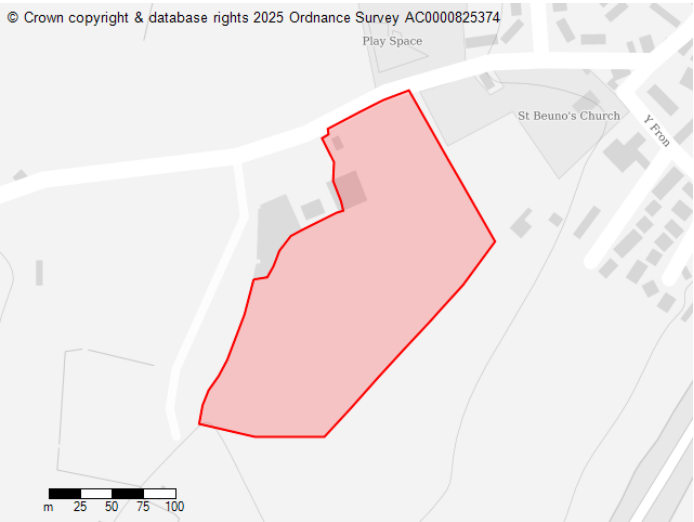 © Crown copyright & database rights 2025 Ordnance Survey AC0000825374
Play Space
St Beuno's Church
Y Fron
m 25 50 75 100